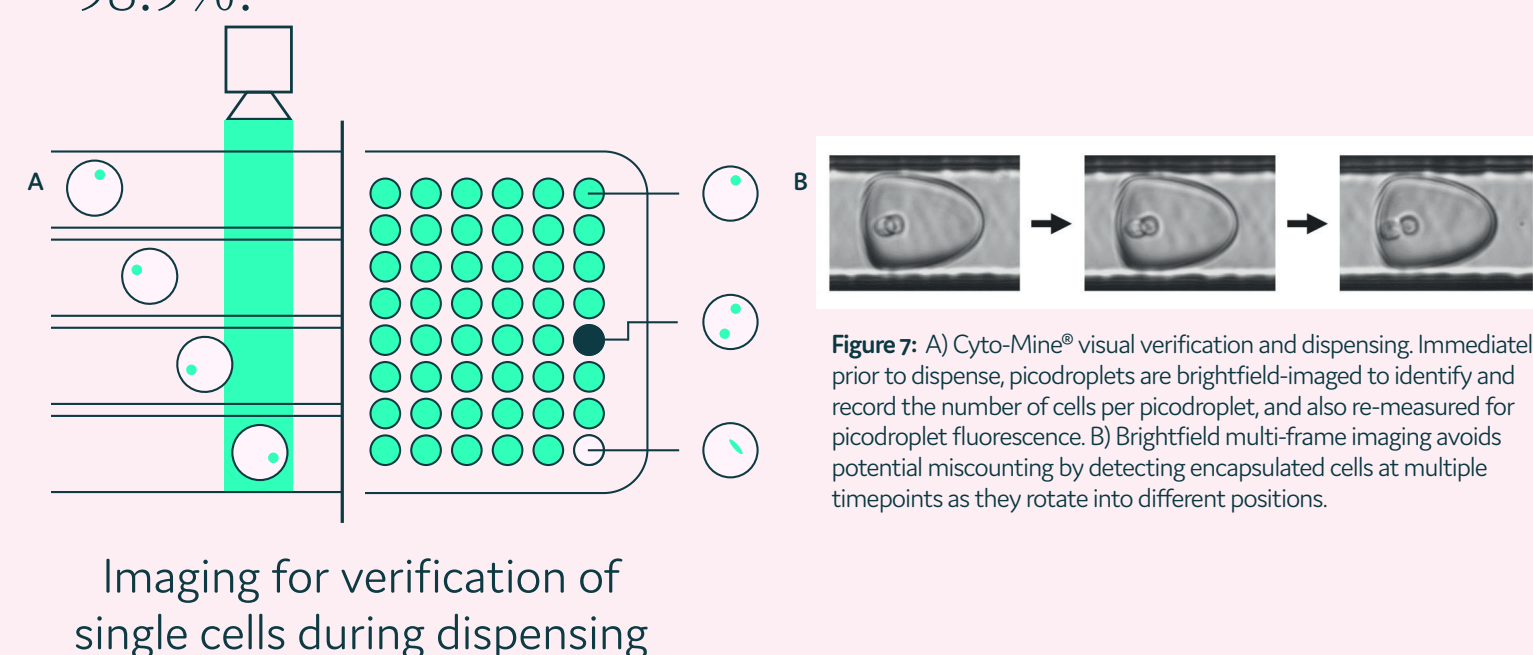 98.9%.
A
B
Figure 7: A) Cyto-Mine® visual verification and dispensing. Immediatel
prior to dispense, picodroplets are brightfield-imaged to identify and
record the number of cells per picodroplet, and also re-measured for
picodroplet fluorescence. B) Brightfield multi-frame imaging avoids
potential miscounting by detecting encapsulated cells at multiple
timepoints as they rotate into different positions.
Imaging for verification of
single cells during dispensing